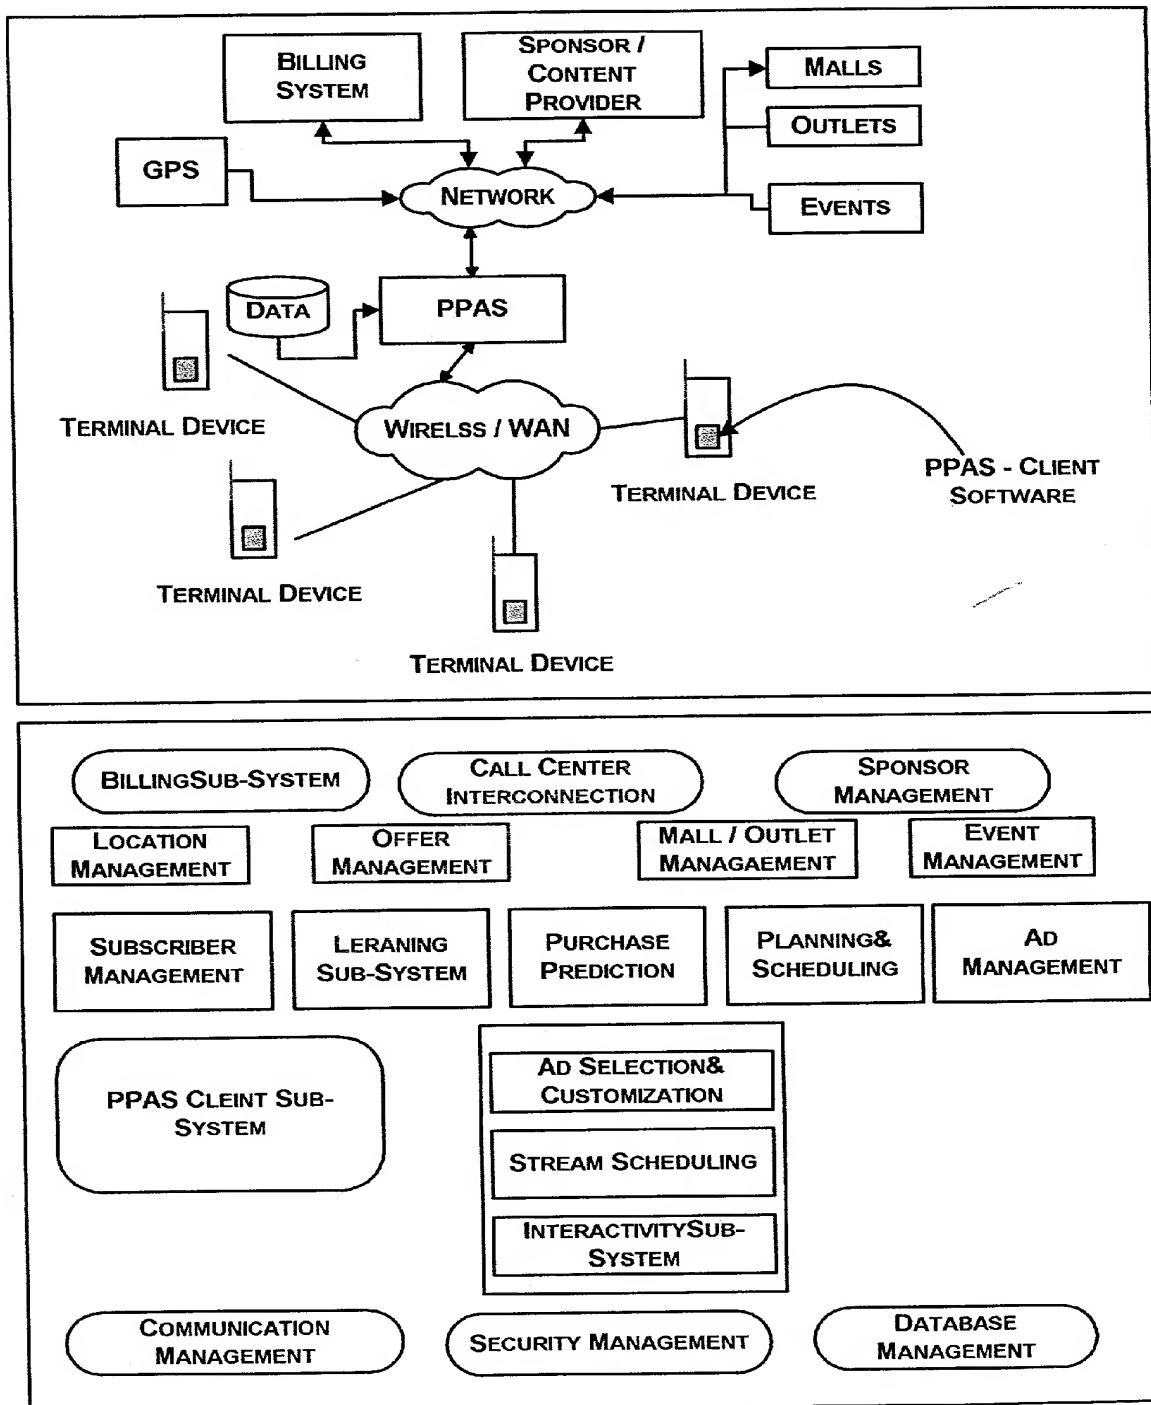 BILLING
SYSTEM
SPONSOR /
CONTENT
PROVIDER
MALLS
OUTLETS
GPS
NETWORK
EVENTS
DATA
PPAS
TERMINAL DEVICE
WIRELSS / WAN
TERMINAL DEVICE
PPAS - CLIENT
SOFTWARE
TERMINAL DEVICE
TERMINAL DEVICE
BILLINGSUB-SYSTEM
CALL CENTER
INTERCONNECTION
SPONSOR
MANAGEMENT
LOCATION
MANAGEMENT
OFFER
MANAGEMENT
MALL / OUTLET
MANAGAEMENT
EVENT
MANAGEMENT
SUBSCRIBER
MANAGEMENT
LERANING
SUB-SYSTEM
PURCHASE
PREDICTION
PLANNING&
SCHEDULING
AD
MANAGEMENT
PPAS CLEINT SUB-
SYSTEM
AD SELECTION&
CUSTOMIZATION
STREAM SCHEDULING
INTERACTIVITYSUB-
SYSTEM
COMMUNICATION
MANAGEMENT
SECURITY MANAGEMENT
DATABASE
MANAGEMENT